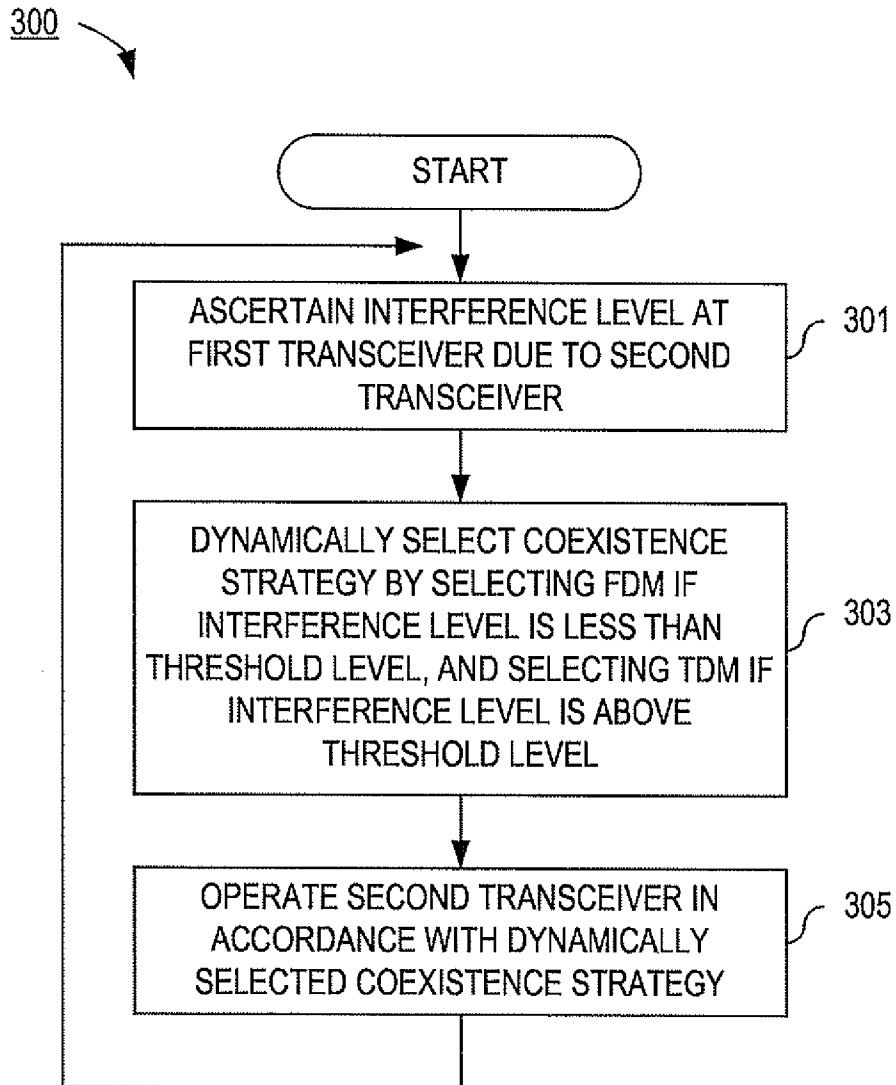 300
START
ASCERTAIN INTERFERENCE LEVEL AT
FIRST TRANSCEIVER DUE TO SECOND
TRANSCEIVER
301
DYNAMICALLY SELECT COEXISTENCE
STRATEGY BY SELECTING FDM IF
INTERFERENCE LEVEL IS LESS THAN
THRESHOLD LEVEL, AND SELECTING TDM IF
INTERFERENCE LEVEL IS ABOVE
THRESHOLD LEVEL
303
OPERATE SECOND TRANSCEIVER IN
ACCORDANCE WITH DYNAMICALLY
SELECTED COEXISTENCE STRATEGY
305